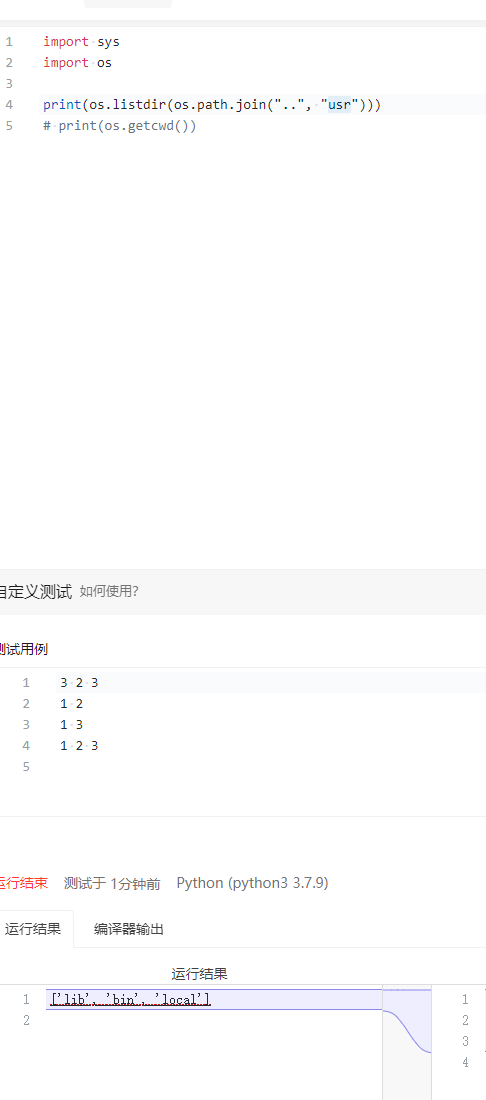 1 import sys
2 import os
3
4 print(os.listdir(os.path.join("..", "usr")))
5 # print(os.getcwd())
自定义测试 如何使用?
测试用例
1 3 2 3
2 1 2
3 1 3
4 1 2 3
5
运行结束 测试于 1分钟前 Python (python3 3.7.9)
运行结果 编译器输出
运行结果
1 ['lib', 'bin', 'local'] 1
2 2
3
4